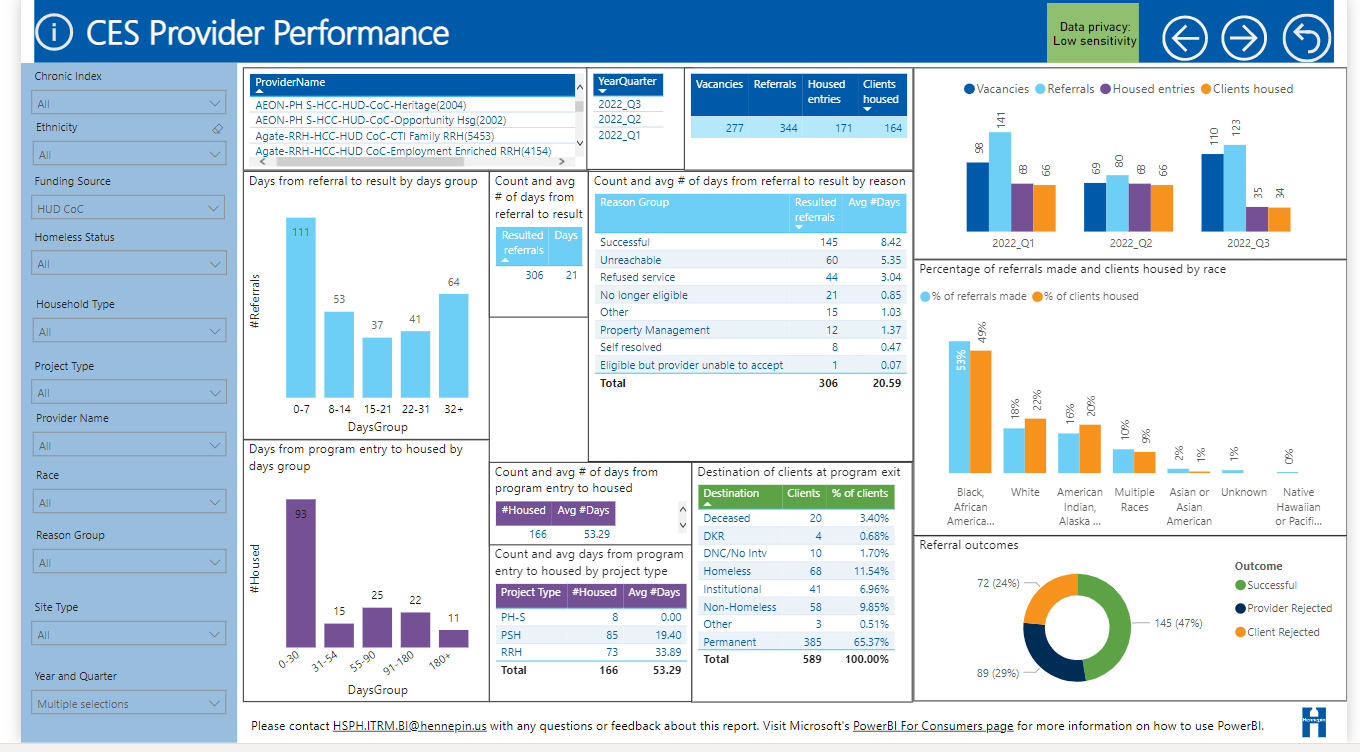 CES Provider Performance
Data privacy:
Low sensitivity
Chronic Index
All
Ethnicity
All
Funding Source
HUD CoC
Homeless Status
All
Household Type
All
Project Type
All
Provider Name
All
Race
All
Reason Group
All
Site Type
All
Year and Quarter
Multiple selections
ProviderName
AEON-PH S-HCC-HUD-CoC-Heritage(2004)
AEON-PH S-HCC-HUD-CoC-Opportunity Hsg(2002)
Agate-RRH-HCC-HUD CoC-CTI Family RRH(5453)
Agate-RRH-HCC-HUD CoC-Employment Enriched RRH(4154)
YearQuarter
2022_Q3
2022_Q2
2022_Q1
Vacancies Referrals Housed entries Clients housed
277 344 171 164
Days from referral to result by days group
#Referrals
111 53 37 41 64
0-7 8-14 15-21 22-31 32+
DaysGroup
Count and avg
# of days from
referral to result
Resulted referrals Days
306 21
Count and avg # of days from referral to result by reason
Reason Group Resulted referrals Avg #Days
Successful 145 8.42
Unreachable 60 5.35
Refused service 44 3.04
No longer eligible 21 0.85
Other 15 1.03
Property Management 12 1.37
Self resolved 8 0.47
Eligible but provider unable to accept 1 0.07
Total 306 20.59
Days from program entry to housed by
days group
#Housed
93 15 25 22 11
0-30 31-54 55-90 91-180 180+
DaysGroup
Count and avg # of days from
program entry to housed
#Housed Avg #Days
166 53.29
Count and avg days from program
entry to housed by project type
Project Type #Housed Avg #Days
PH-S 8 0.00
PSH 85 19.40
RRH 73 33.89
Total 166 53.29
Destination of clients at program exit
Destination Clients % of clients
Deceased 20 3.40%
DKR 4 0.68%
DNC/No Intv 10 1.70%
Homeless 68 11.54%
Institutional 41 6.96%
Non-Homeless 58 9.85%
Other 3 0.51%
Permanent 385 65.37%
Total 589 100.00%
Vacancies Referrals Housed entries Clients housed
98 141 68 66 69 80 68 66 110 123 35 34
2022_Q1 2022_Q2 2022_Q3
Percentage of referrals made and clients housed by race
% of referrals made % of clients housed
53% 49% 18% 22% 16% 20% 10% 9% 2% 1% 1% 0%
Black, African America...
White
American Indian, Alaska ...
Multiple Races
Asian or Asian American
Unknown
Native Hawaiian or Pacifi...
Referral outcomes
72 (24%)
145 (47%)
89 (29%)
Outcome
Successful
Provider Rejected
Client Rejected
Please contact HSPH.ITRM.BI@hennepin.us with any questions or feedback about this report. Visit Microsoft's PowerBI For Consumers page for more information on how to use PowerBI.
Hennepin